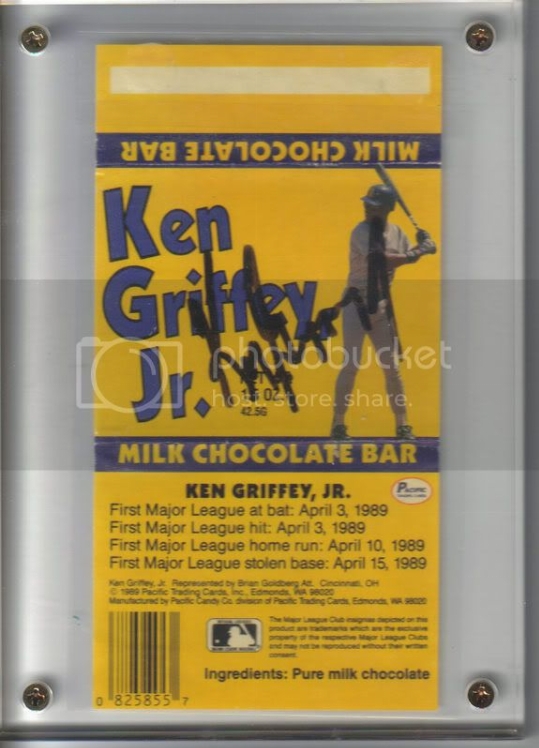 MILK CHOCOLATE BAR
Ken
Griffey,
Jr.
photobucket
host. store. share.
OZ
42.5G
MILK CHOCOLATE BAR
PACIFIC
KEN GRIFFEY, JR.
First Major League at bat: April 3, 1989
First Major League hit: April 3, 1989
First Major League home run: April 10, 1989
First Major League stolen base: April 15, 1989
Ken Griffey, Jr. Represented by Brian Goldberg Att. Cincinnati, OH
© 1989 Pacific Trading Cards, Inc., Edmonds, WA 98020
Manufactured by Pacific Candy Co. division of Pacific Trading Cards, Edmonds, WA 98020
The Major League Club insignias depicted on this
product are trademarks which are the exclusive
property of the respective Major League Clubs
and may not be reproduced without their written
consent.
Ingredients: Pure milk chocolate
0 825855 7